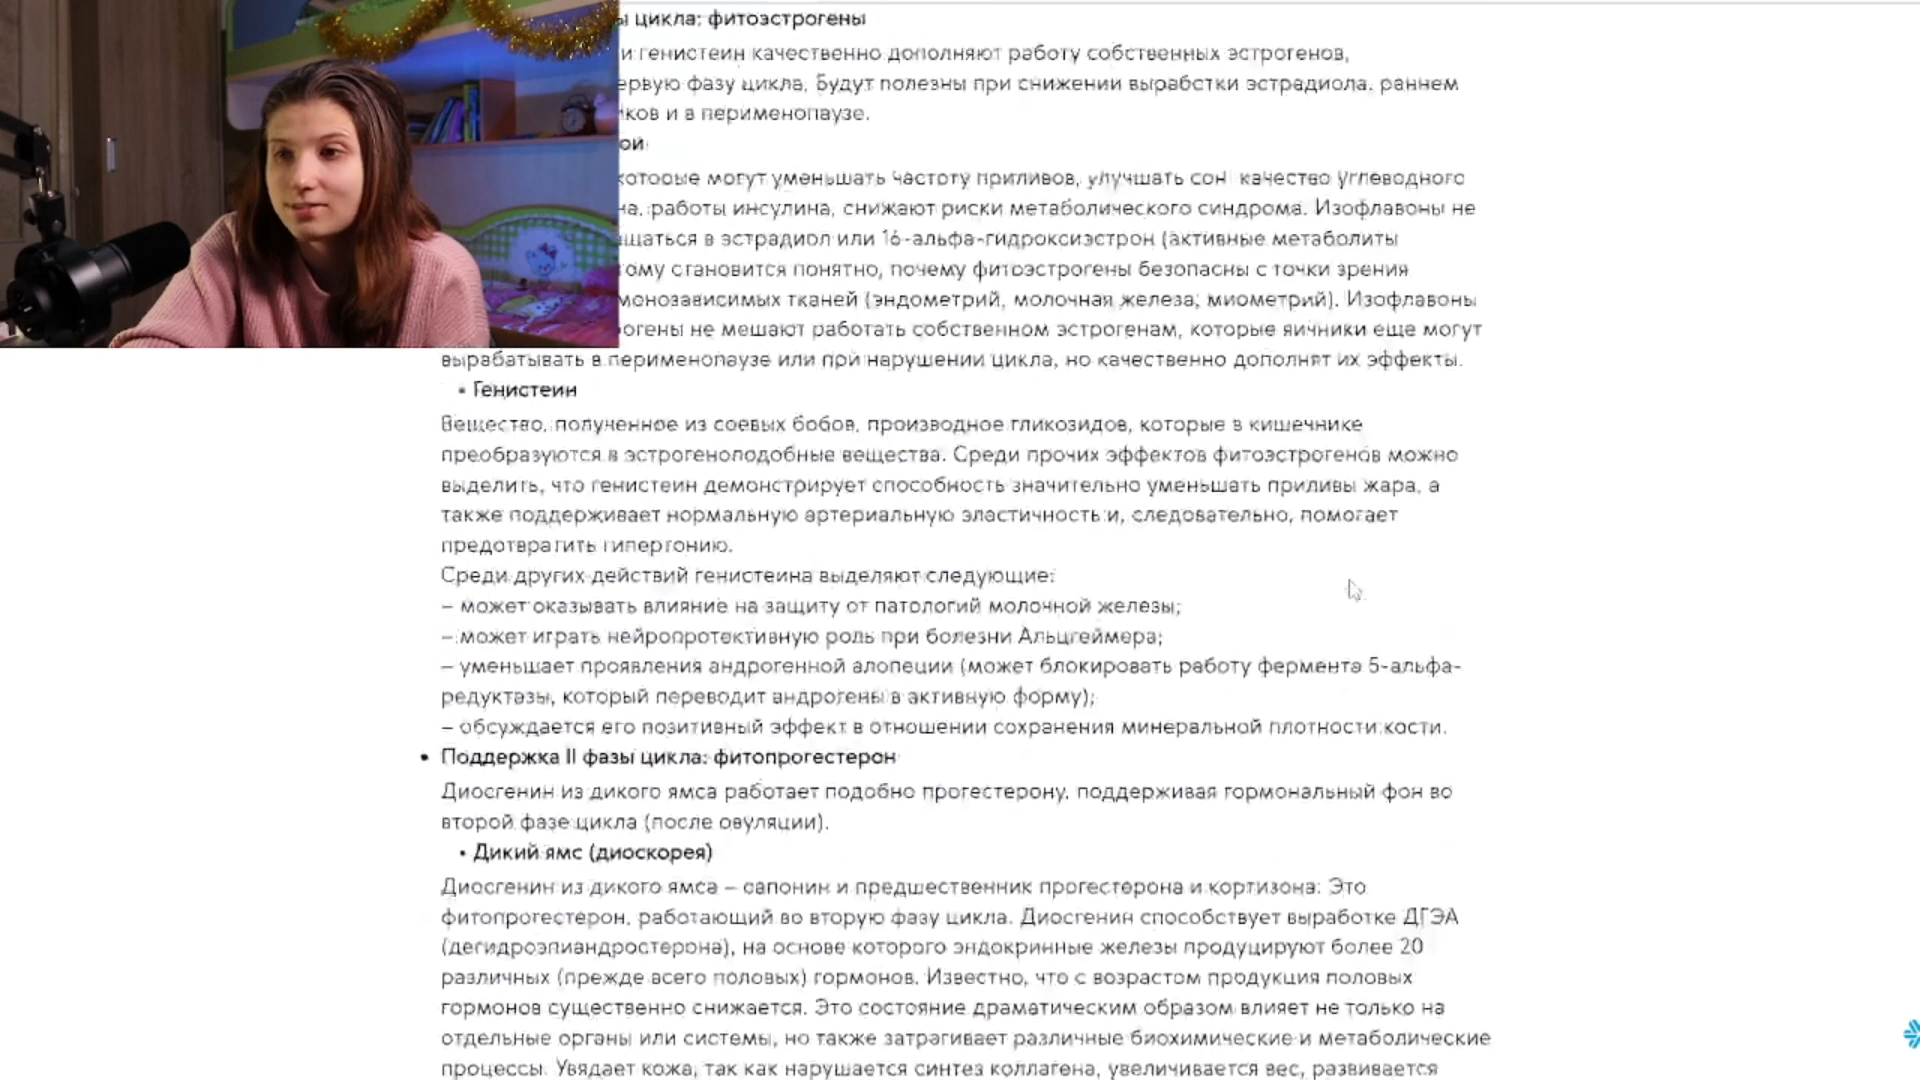 цикла: фитоэстрогены
и генистеин качественно дополняют работу собственных эстрогенов,
ервую фазу цикла. Будут полезны при снижении выработки эстрадиола, раннем
иков и в перименопаузе.
ой
которые могут уменьшать частоту приливов, улучшать сон качество углеводного
на, работы инсулина, снижают риски метаболического синдрома. Изофлавоны не
щаться в эстрадиол или 16-альфа-гидроксиэстрон (активные метаболиты
ому становится понятно, почему фитоэстрогены безопасны с точки зрения
монозависимых тканей (эндометрий, молочная железа, миометрий). Изофлавоны
огены не мешают работать собственном эстрогенам, которые яичники еще могут
вырабатывать в перименопаузе или при нарушении цикла, но качественно дополнят их эффекты.
• Генистеин
Вещество, полученное из соевых бобов, производное гликозидов, которые в кишечнике
преобразуются в эстрогеноподобные вещества. Среди прочих эффектов фитоэстрогенов можно
выделить, что генистеин демонстрирует способность значительно уменьшать приливы жара, а
также поддерживает нормальную артериальную эластичность и, следовательно, помогает
предотвратить гипертонию.
Среди других действий генистеина выделяют следующие:
– может оказывать влияние на защиту от патологий молочной железы;
– может играть нейропротективную роль при болезни Альцгеймера;
– уменьшает проявления андрогенной алопеции (может блокировать работу фермента 5-альфа-
редуктазы, который переводит андрогены в активную форму);
– обсуждается его позитивный эффект в отношении сохранения минеральной плотности кости.
• Поддержка II фазы цикла: фитопрогестерон
Диосгенин из дикого ямса работает подобно прогестерону, поддерживая гормональный фон во
второй фазе цикла (после овуляции).
• Дикий ямс (диоскорея)
Диосгенин из дикого ямса – сапонин и предшественник прогестерона и кортизона. Это
фитопрогестерон, работающий во вторую фазу цикла. Диосгенин способствует выработке ДГЭА
(дегидроэпиандростерона), на основе которого эндокринные железы продуцируют более 20
различных (прежде всего половых) гормонов. Известно, что с возрастом продукция половых
гормонов существенно снижается. Это состояние драматическим образом влияет не только на
отдельные органы или системы, но также затрагивает различные биохимические и метаболические
процессы. Увядает кожа, так как нарушается синтез коллагена, увеличивается вес, развивается